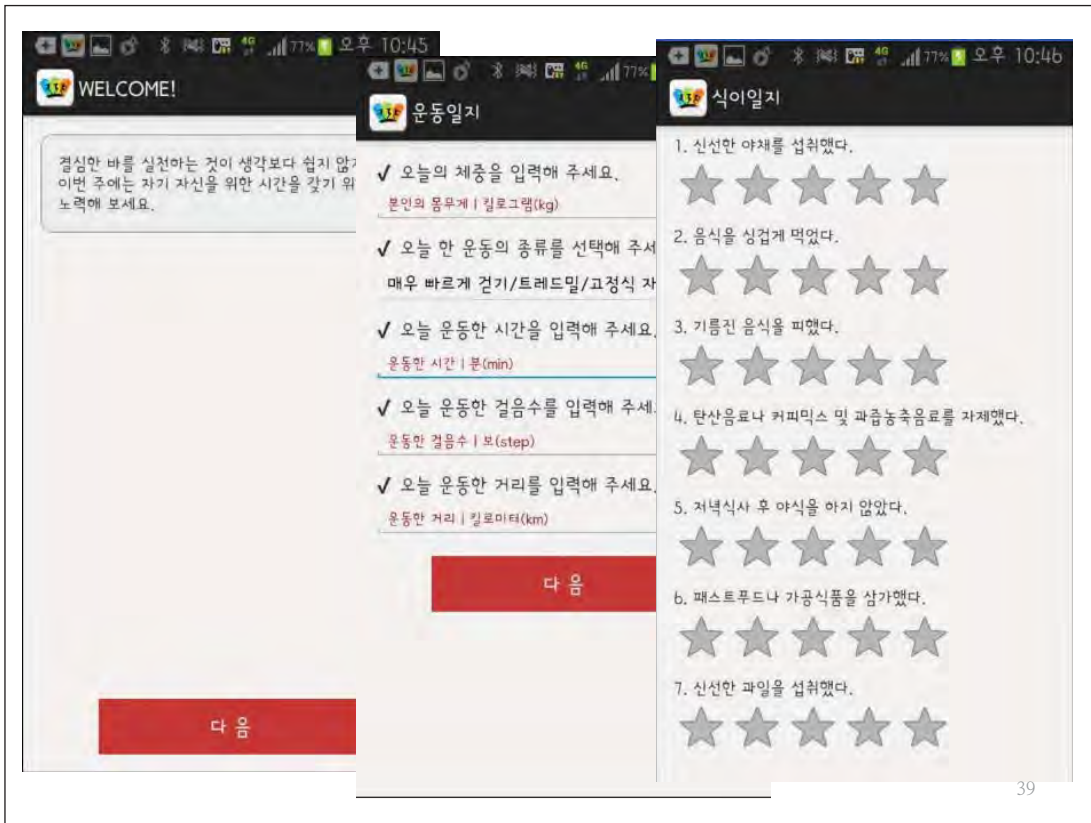 77% 오후 10:45
WELCOME!
결심한 바를 실천하는 것이 생각보다 쉽지 않
이번 주에는 자기 자신을 위한 시간을 갖기 위
노력해 보세요.
다음
4G 77%
운동일지
✓ 오늘의 체중을 입력해 주세요.
본인의 몸무게 | 킬로그램(kg)
✓ 오늘 한 운동의 종류를 선택해 주세
매우 빠르게 걷기/트레드밀/고정식 자
✓ 오늘 운동한 시간을 입력해 주세요.
운동한 시간 | 분(min)
✓ 오늘 운동한 걸음수를 입력해 주세
운동한 걸음수 | 보(step)
✓ 오늘 운동한 거리를 입력해 주세요.
운동한 거리 | 킬로미터(km)
다음
4G 77% 오후 10:46
식이일지
1. 신선한 야채를 섭취했다.
2. 음식을 싱겁게 먹었다.
3. 기름진 음식을 피했다.
4. 탄산음료나 커피믹스 및 과즙농축음료를 자제했다.
5. 저녁식사 후 야식을 하지 않았다.
6. 패스트푸드나 가공식품을 삼가했다.
7. 신선한 과일을 섭취했다.
39